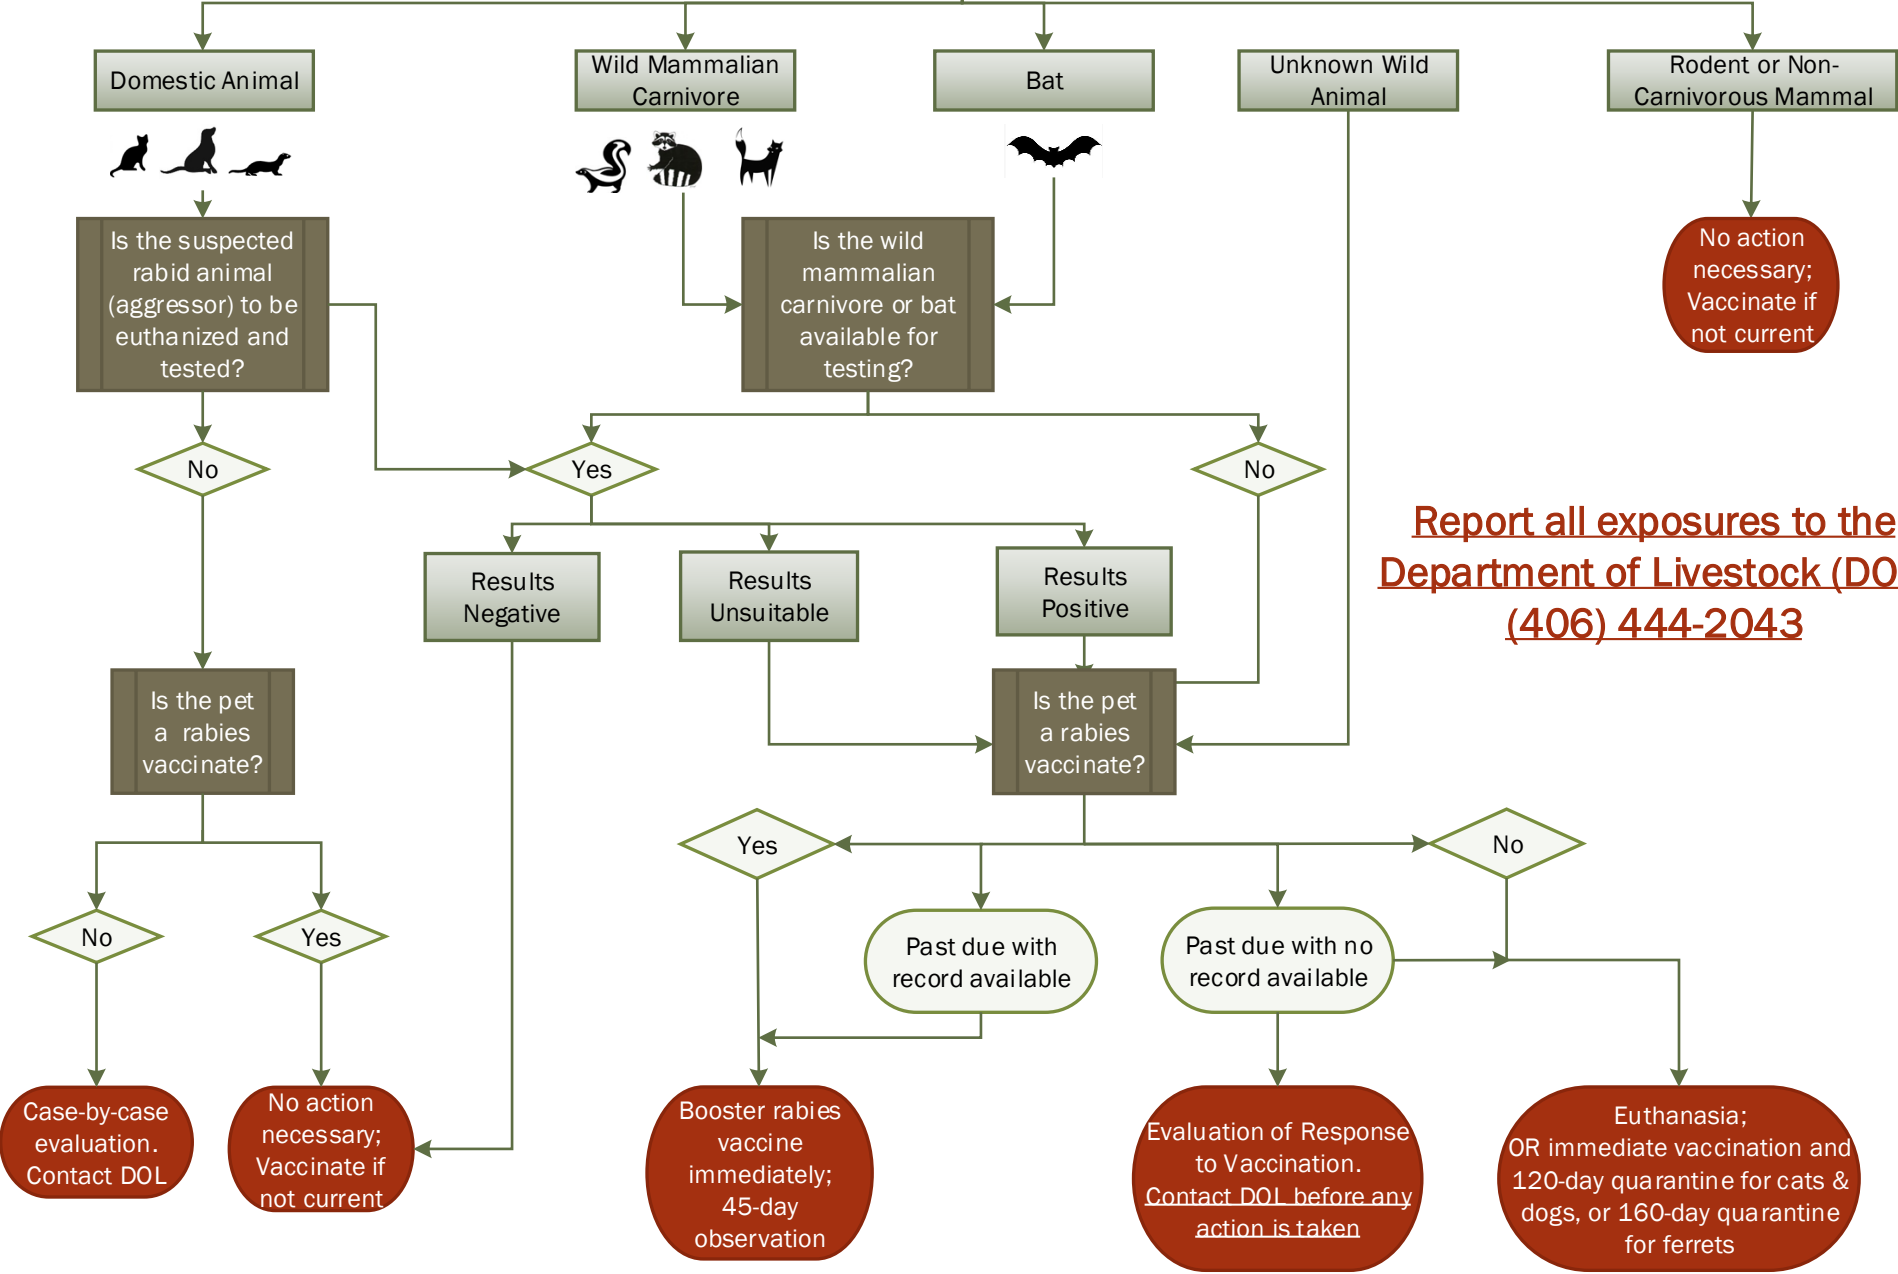 Domestic Animal
Wild Mammalian
Carnivore
Bat
Unknown Wild
Animal
Rodent or Non-
Carnivorous Mammal
Is the suspected
rabid animal
(aggressor) to be
euthanized and
tested?
Is the wild
mammalian
carnivore or bat
available for
testing?
No action
necessary;
Vaccinate if
not current
No
Yes
No
Report all exposures to the
Department of Livestock (DO
(406) 444-2043
Results
Negative
Results
Unsuitable
Results
Positive
Is the pet
a rabies
vaccinate?
Is the pet
a rabies
vaccinate?
Yes
No
No
Yes
Past due with
record available
Past due with no
record available
Case-by-case
evaluation.
Contact DOL
No action
necessary;
Vaccinate if
not current
Booster rabies
vaccine
immediately;
45-day
observation
Evaluation of Response
to Vaccination.
Contact DOL before any
action is taken
Euthanasia;
OR immediate vaccination and
120-day quarantine for cats &
dogs, or 160-day quarantine
for ferrets